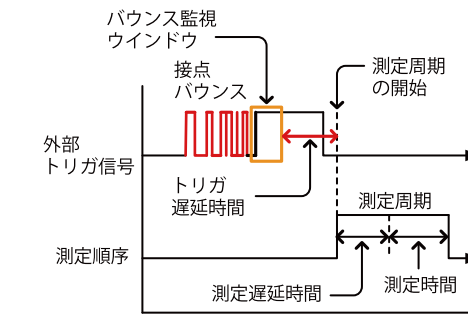 バウンス監視
ウインドウ
接点
バウンス
測定周期
の開始
外部
トリガ信号
トリガ
遅延時間
測定周期
測定順序
測定遅延時間
測定時間